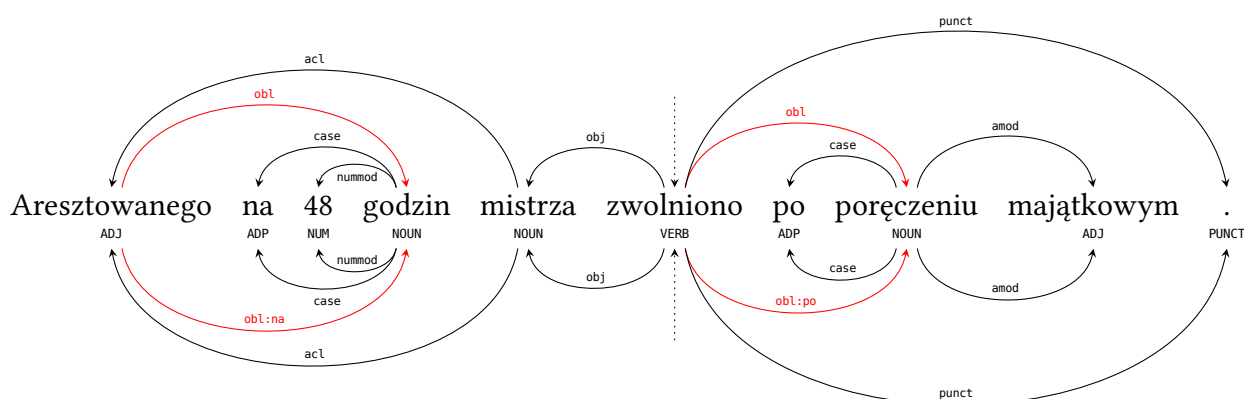 punct
acl
obl
obl
case
obj
case
amod
nummod
Aresztowanego na 48 godzin mistrza zwolniono po poręczeniu majątkowym .
ADJ ADP NUM NOUN NOUN VERB ADP NOUN ADJ PUNCT
nummod
case
obj
case
amod
obl:na
obl:po
acl
punct